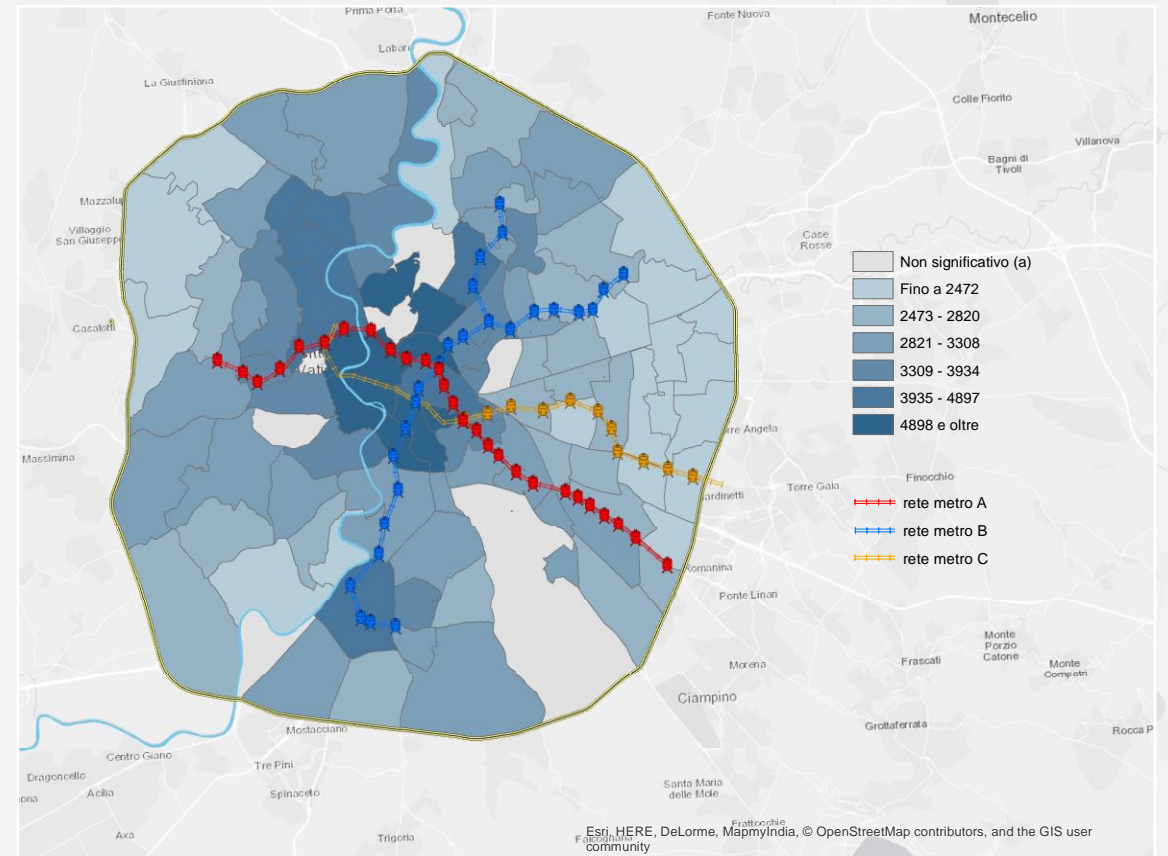 Prima Porta
Fonte Nuova
Montecelio
Labaro
La Giustiniana
Colle Fiorito
Villanova
Bagni di
Tivoli
Mazzalup
Villaggio
San Giuseppe
Case
Rosse
Non significativo (a)
Fino a 2472
2473 - 2820
2821 - 3308
3309 - 3934
3935 - 4897
4898 e oltre
Casalotti
Massimina
Torre Gaia
Finocchio
rete metro A
rete metro B
rete metro C
Romanina
Ponte Linari
Morena
Frascati
Monte
Porzio
Catone
Monte
Compatri
Ciampino
Grottaferrata
Rocca P
Mostacciano
Centro Giano
Tre Pini
Dragoncello
Acilia
Spinaceto
Santa Maria
delle Mole
Axa
Trigoria
Falcognana
Frattocchie
Esri, HERE, DeLorme, MapmyIndia, © OpenStreetMap contributors, and the GIS user
community